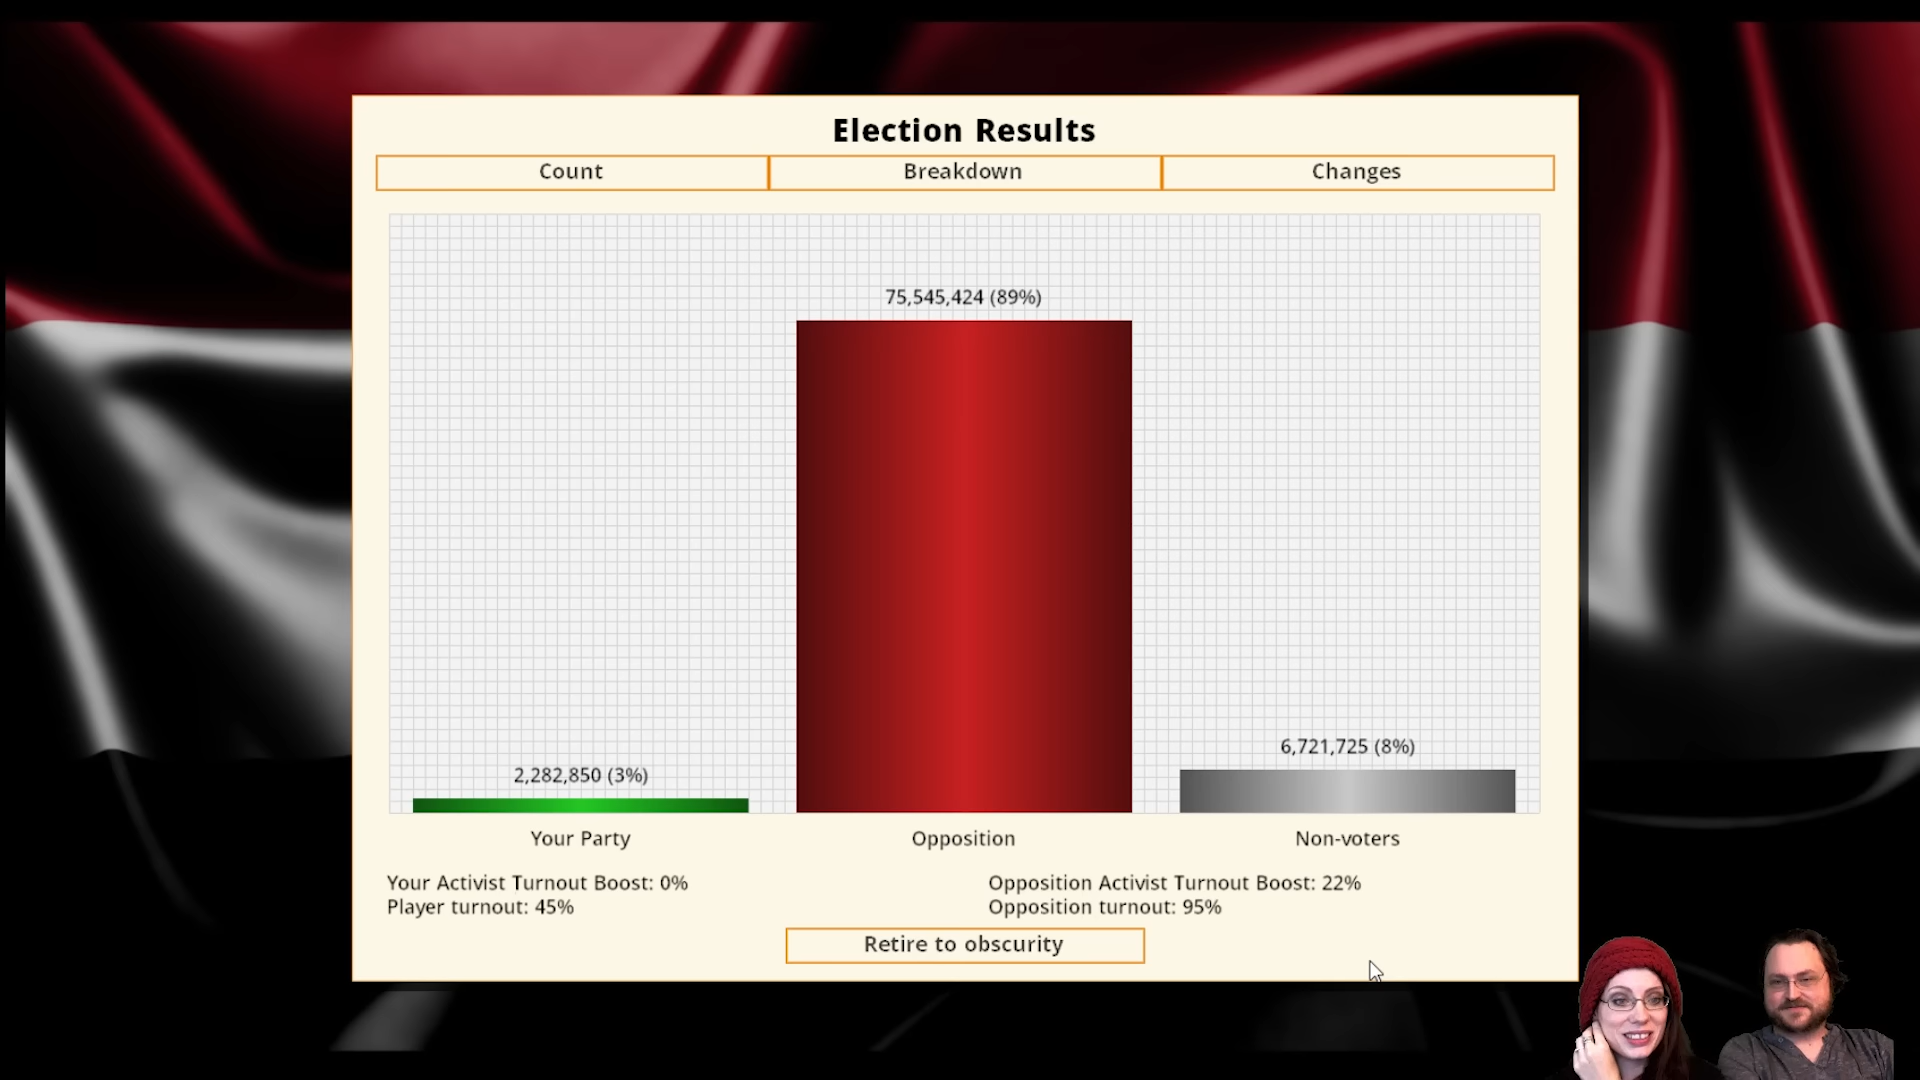 Election Results
Count
Breakdown
Changes
75,545,424 (89%)
6,721,725 (8%)
2,282,850 (3%)
Your Party
Opposition
Non-voters
Your Activist Turnout Boost: 0%
Opposition Activist Turnout Boost: 22%
Player turnout: 45%
Opposition turnout: 95%
Retire to obscurity